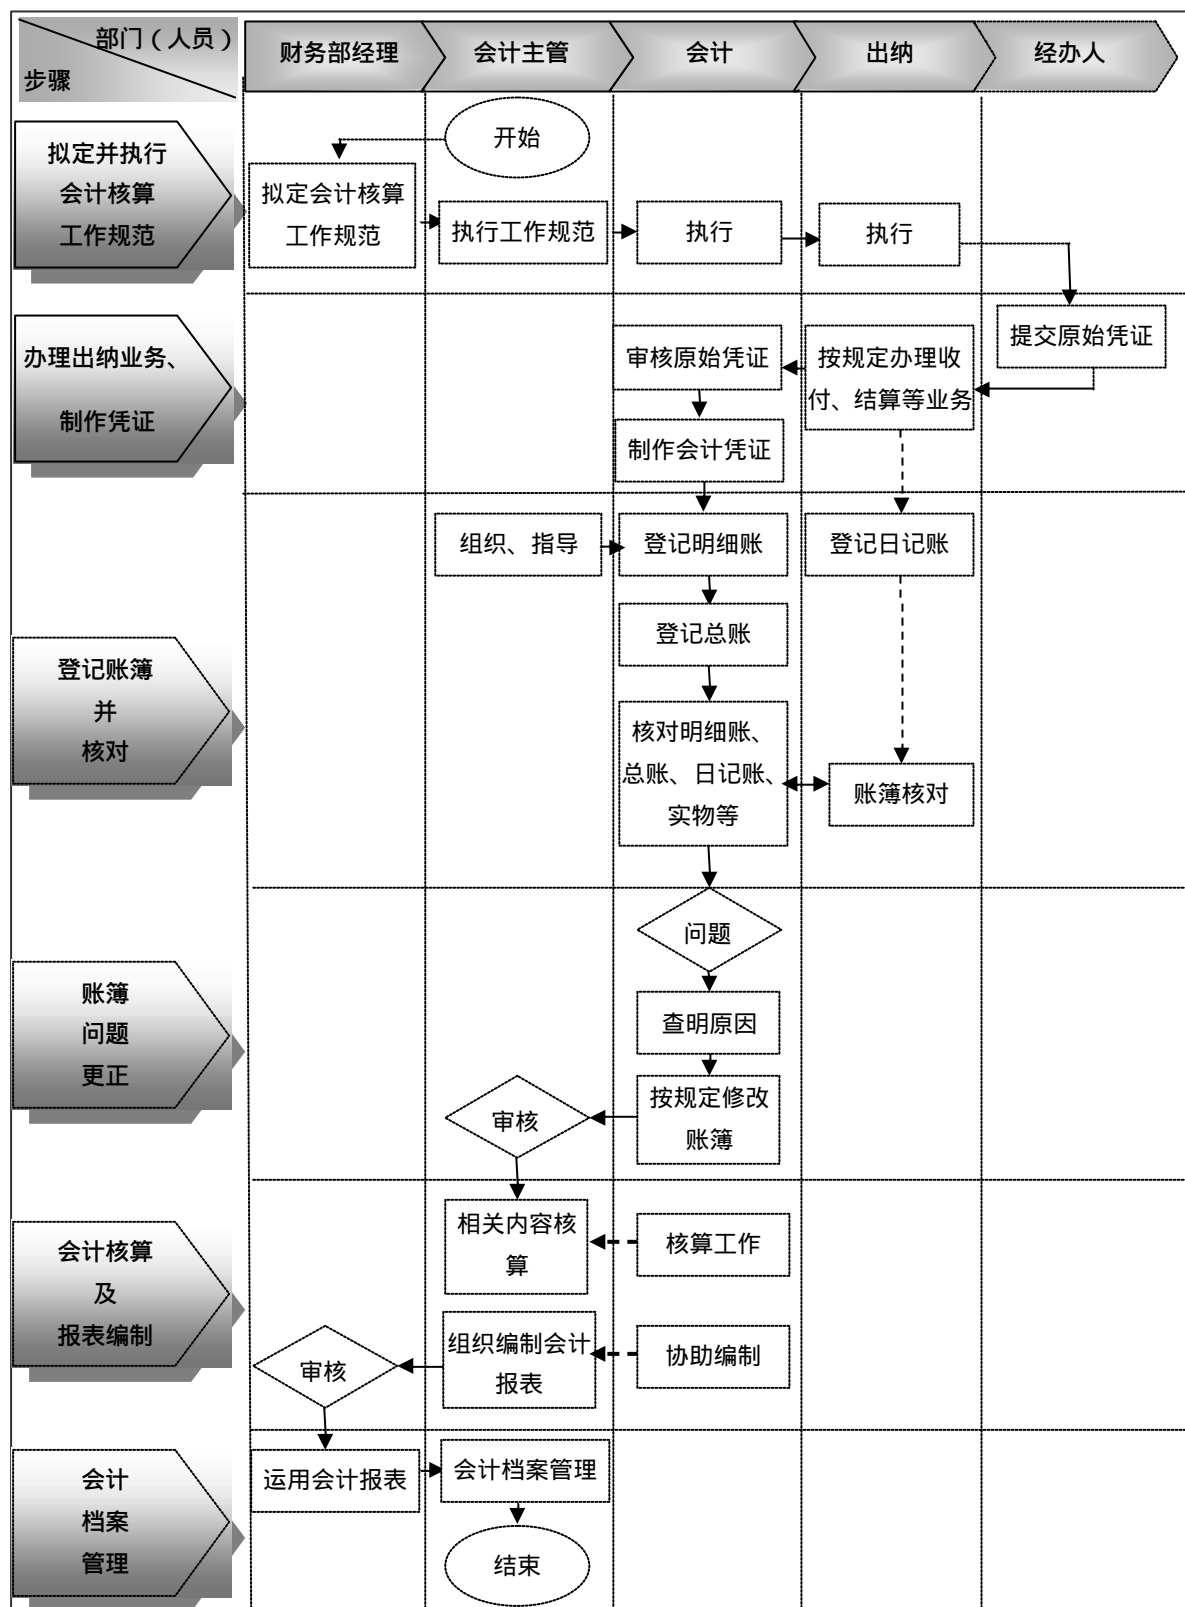 部门（人员）
步骤
财务部经理
会计主管
会计
出纳
经办人
拟定并执行
会计核算
工作规范
开始
拟定会计核算
工作规范
执行工作规范
执行
执行
办理出纳业务、
制作凭证
提交原始凭证
按规定办理收
付、结算等业务
审核原始凭证
制作会计凭证
登记账簿
并
核对
组织、指导
登记明细账
登记日记账
登记总账
核对明细账、
总账、日记账、
实物等
账簿核对
账簿
问题
更正
问题
查明原因
按规定修改
账簿
审核
会计核算
及
报表编制
相关内容核
算
核算工作
组织编制会计
报表
协助编制
审核
会计
档案
管理
运用会计报表
会计档案管理
结束